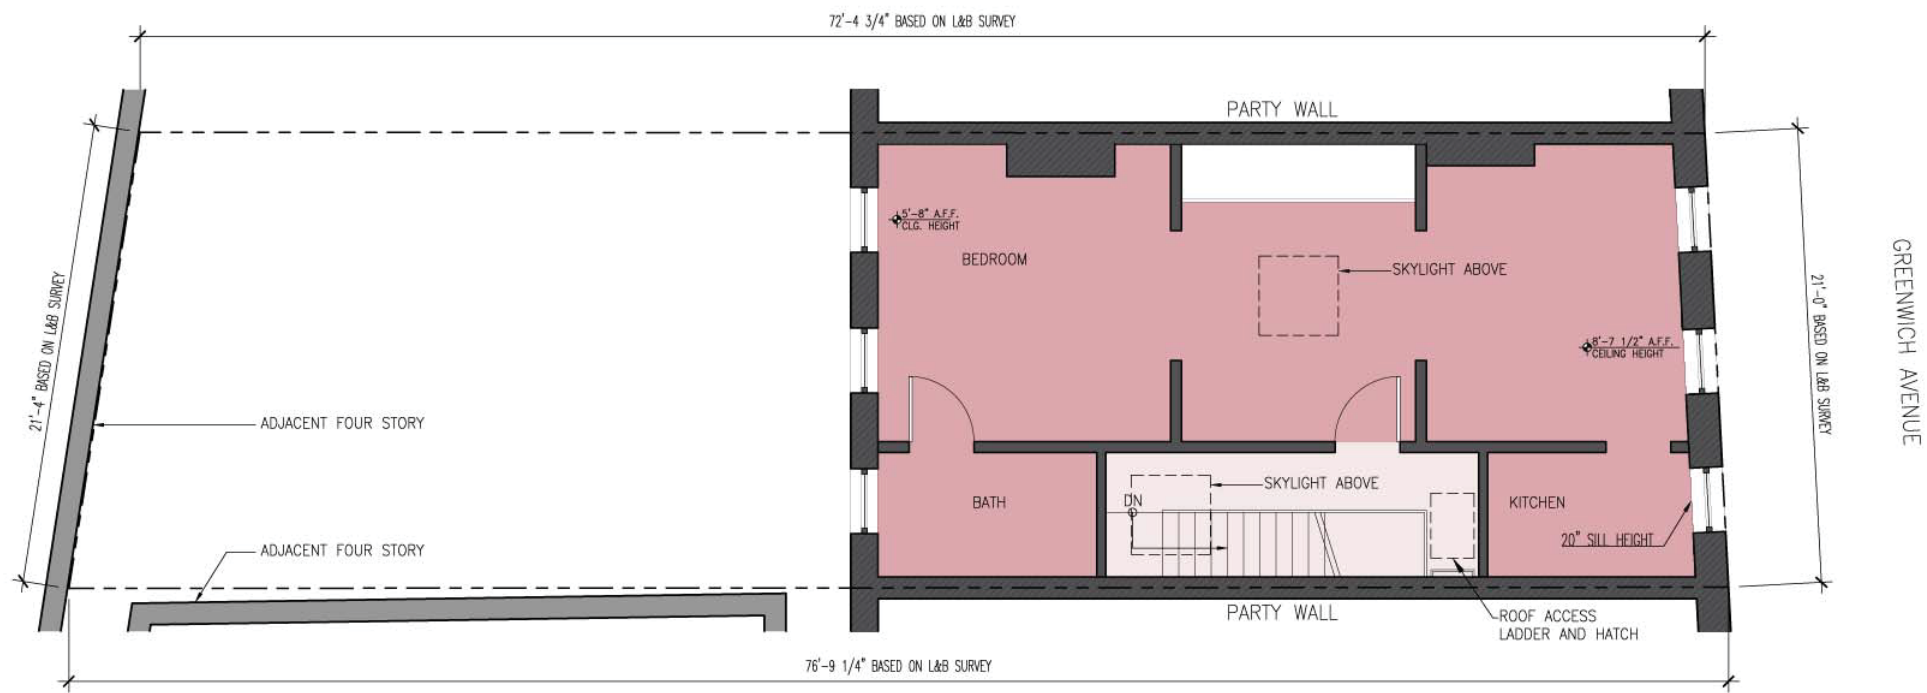 72'-4 3/4" BASED ON L&B SURVEY
PARTY WALL
5'-8" A.F.F.
CLG. HEIGHT
BEDROOM
SKYLIGHT ABOVE
8'-7 1/2" A.F.F.
CEILING HEIGHT
21'-0" BASED ON L&B SURVEY
GREENWICH AVENUE
21'-4" BASED ON L&B SURVEY
ADJACENT FOUR STORY
SKYLIGHT ABOVE
DN
BATH
KITCHEN
20" SILL HEIGHT
ADJACENT FOUR STORY
PARTY WALL
ROOF ACCESS
LADDER AND HATCH
76'-9 1/4" BASED ON L&B SURVEY